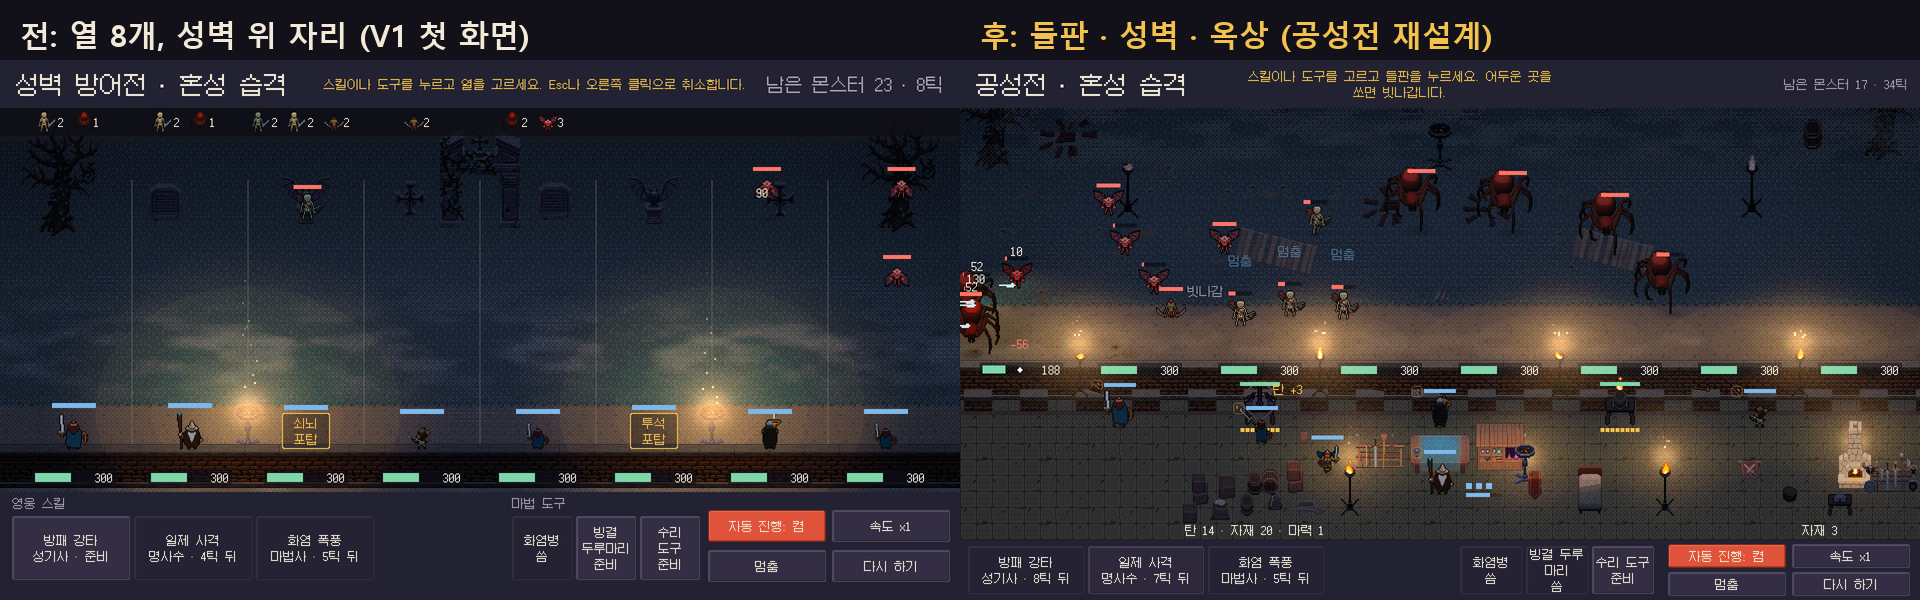 전: 열 8개, 성벽 위 자리 (V1 첫 화면)
성벽 방어전 · 혼성 습격
스킬이나 도구를 누르고 열을 고르세요. Esc나 오른쪽 클릭으로 취소합니다.
남은 몬스터 23 · 8틱
2 1 2 1 2 2 2 2 2 3
90
쇠뇌
포탑
투석
포탑
300 300 300 300 300 300 300 300
영웅 스킬
마법 도구
방패 강타
성기사 · 준비
일제 사격
명사수 · 4틱 뒤
화염 폭풍
마법사 · 5틱 뒤
화염병
씀
빙결
두루마리
준비
수리
도구
준비
자동 진행: 켬
속도 x1
멈춤
다시 하기
후: 들판 · 성벽 · 옥상 (공성전 재설계)
공성전 · 혼성 습격
스킬이나 도구를 고르고 들판을 누르세요. 어두운 곳을
쏘면 빗나갑니다.
남은 몬스터 17 · 34틱
멈춤
멈춤
멈춤
10
52
130
52
빗나감
-56
188 300 300 300 300 300 300 300
탄 +3
탄 14 · 자재 20 · 마력 1
자재 3
방패 강타
성기사 · 8틱 뒤
일제 사격
명사수 · 7틱 뒤
화염 폭풍
마법사 · 5틱 뒤
화염병
씀
빙결 두루
마리
씀
수리 도구
준비
자동 진행: 켬
속도 x1
멈춤
다시 하기